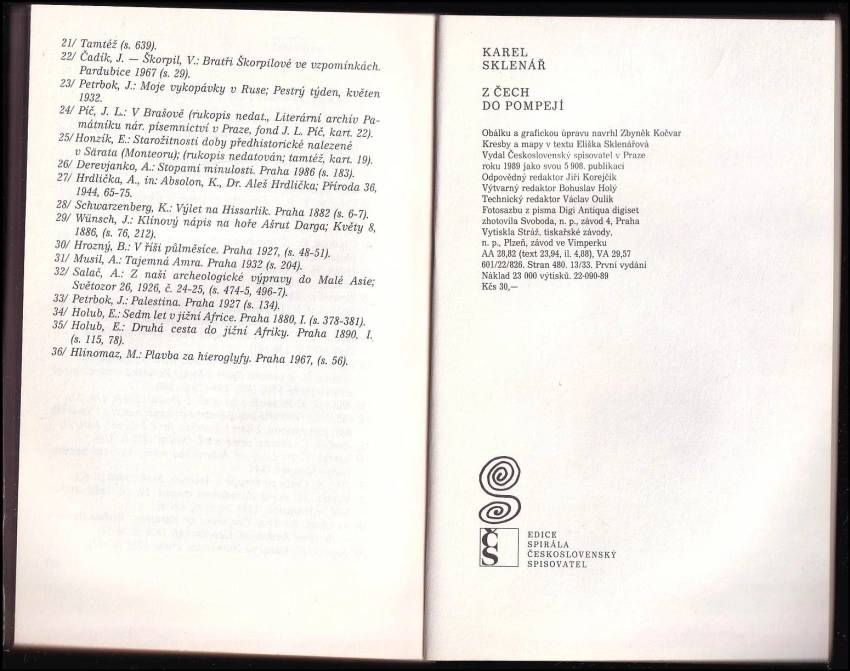 21/ Tamtéž (s. 639).
22/ Čadík, J. — Škorpil, V.: Bratři Škorpilové ve vzpomínkách.
Pardubice 1967 (s. 29).
23/ Petrbok, J.: Moje vykopávky v Ruse; Pestrý týden, květen
1932.
24/ Píč, J. L.: V Brašově (rukopis nedat., Literární archív Pa-
mátníku nár. písemnictví v Praze, fond J. L. Píč, kart. 22).
25/ Honzík, E.: Starožitnosti doby předhistorické nalezené
v Särata (Monteoru); (rukopis nedatován; tamtéž, kart. 19).
26/ Derevjanko, A.: Stopami minulosti. Praha 1986 (s. 183).
27/ Hrdlička, A., in: Absolon, K., Dr. Aleš Hrdlička; Příroda 36,
1944, 65-75.
28/ Schwarzenberg, K.: Výlet na Hissarlik. Praha 1882 (s. 6-7).
29/ Wünsch, J.: Klínový nápis na hoře Ašrut Darga; Květy 8,
1886, (s. 76, 212).
30/ Hrozný, B.: V říši půlměsíce. Praha 1927, (s. 48-51).
31/ Musil, A.: Tajemná Amra. Praha 1932 (s. 204).
32/ Salač, A.: Z naší archeologické výpravy do Malé Asie;
Světozor 26, 1926, č. 24-25, (s. 474-5, 496-7).
33/ Petrbok, J.: Palestina. Praha 1927 (s. 134).
34/ Holub, E.: Sedm let v jižní Africe. Praha 1880, I. (s. 378-381).
35/ Holub, E.: Druhá cesta do jižní Afriky. Praha 1890, I.
(s. 115, 78).
36/ Hlinomaz, M.: Plavba za hieroglyfy. Praha 1967, (s. 56).
KAREL
SKLENÁŘ
Z ČECH
DO POMPEJÍ
Obálku a grafickou úpravu navrhl Zbyněk Kočvar
Kresby a mapy v textu Eliška Sklenářová
Vydal Československý spisovatel v Praze
roku 1989 jako svou 5 908. publikaci
Odpovědný redaktor Jiří Korejčík
Výtvarný redaktor Bohuslav Holý
Technický redaktor Václav Oulík
Fotosazbu z písma Digi Antiqua digiset
zhotovila Svoboda, n. p., závod 4, Praha
Vytiskla Stráž, tiskařské závody,
n. p., Plzeň, závod ve Vimperku
AA 28,82 (text 23,94, il. 4,88), VA 29,57
601/22/826. Stran 480. 13/33. První vydání
Náklad 23 000 výtisků. 22-090-89
Kčs 30,—
ČS
EDICE
SPIRÁLA
ČESKOSLOVENSKÝ
SPISOVATEL